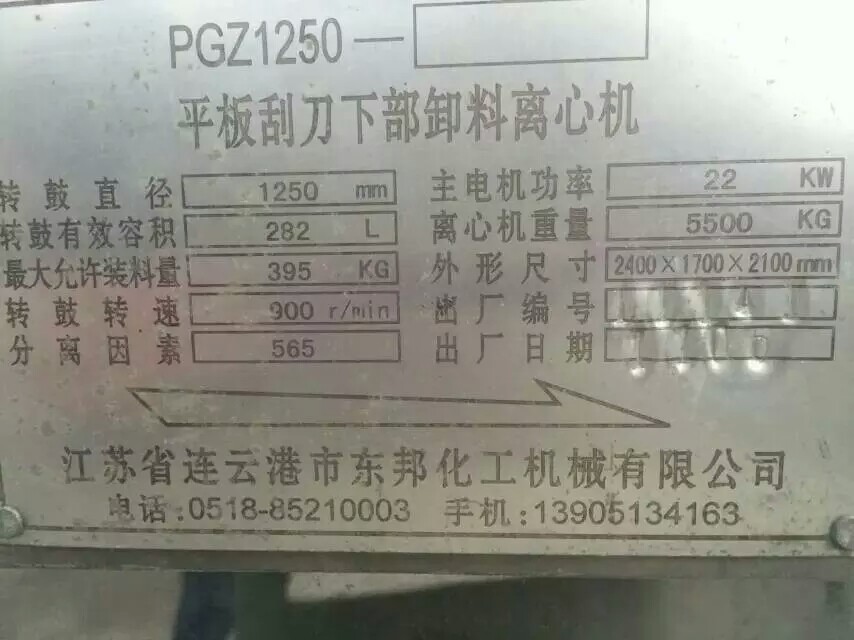 PGZ1250—
平板刮刀下部卸料离心机
转鼓直径 1250 mm 主电机功率 22 KW
转鼓有效容积 282 L 离心机重量 5500 KG
最大允许装料量 395 KG 外形尺寸 2400×1700×2100mm
转鼓转速 900 r/min 出厂编号
分离因素 565 出厂日期
江苏省连云港市东邦化工机械有限公司
电话:0518-85210003 手机:13905134163